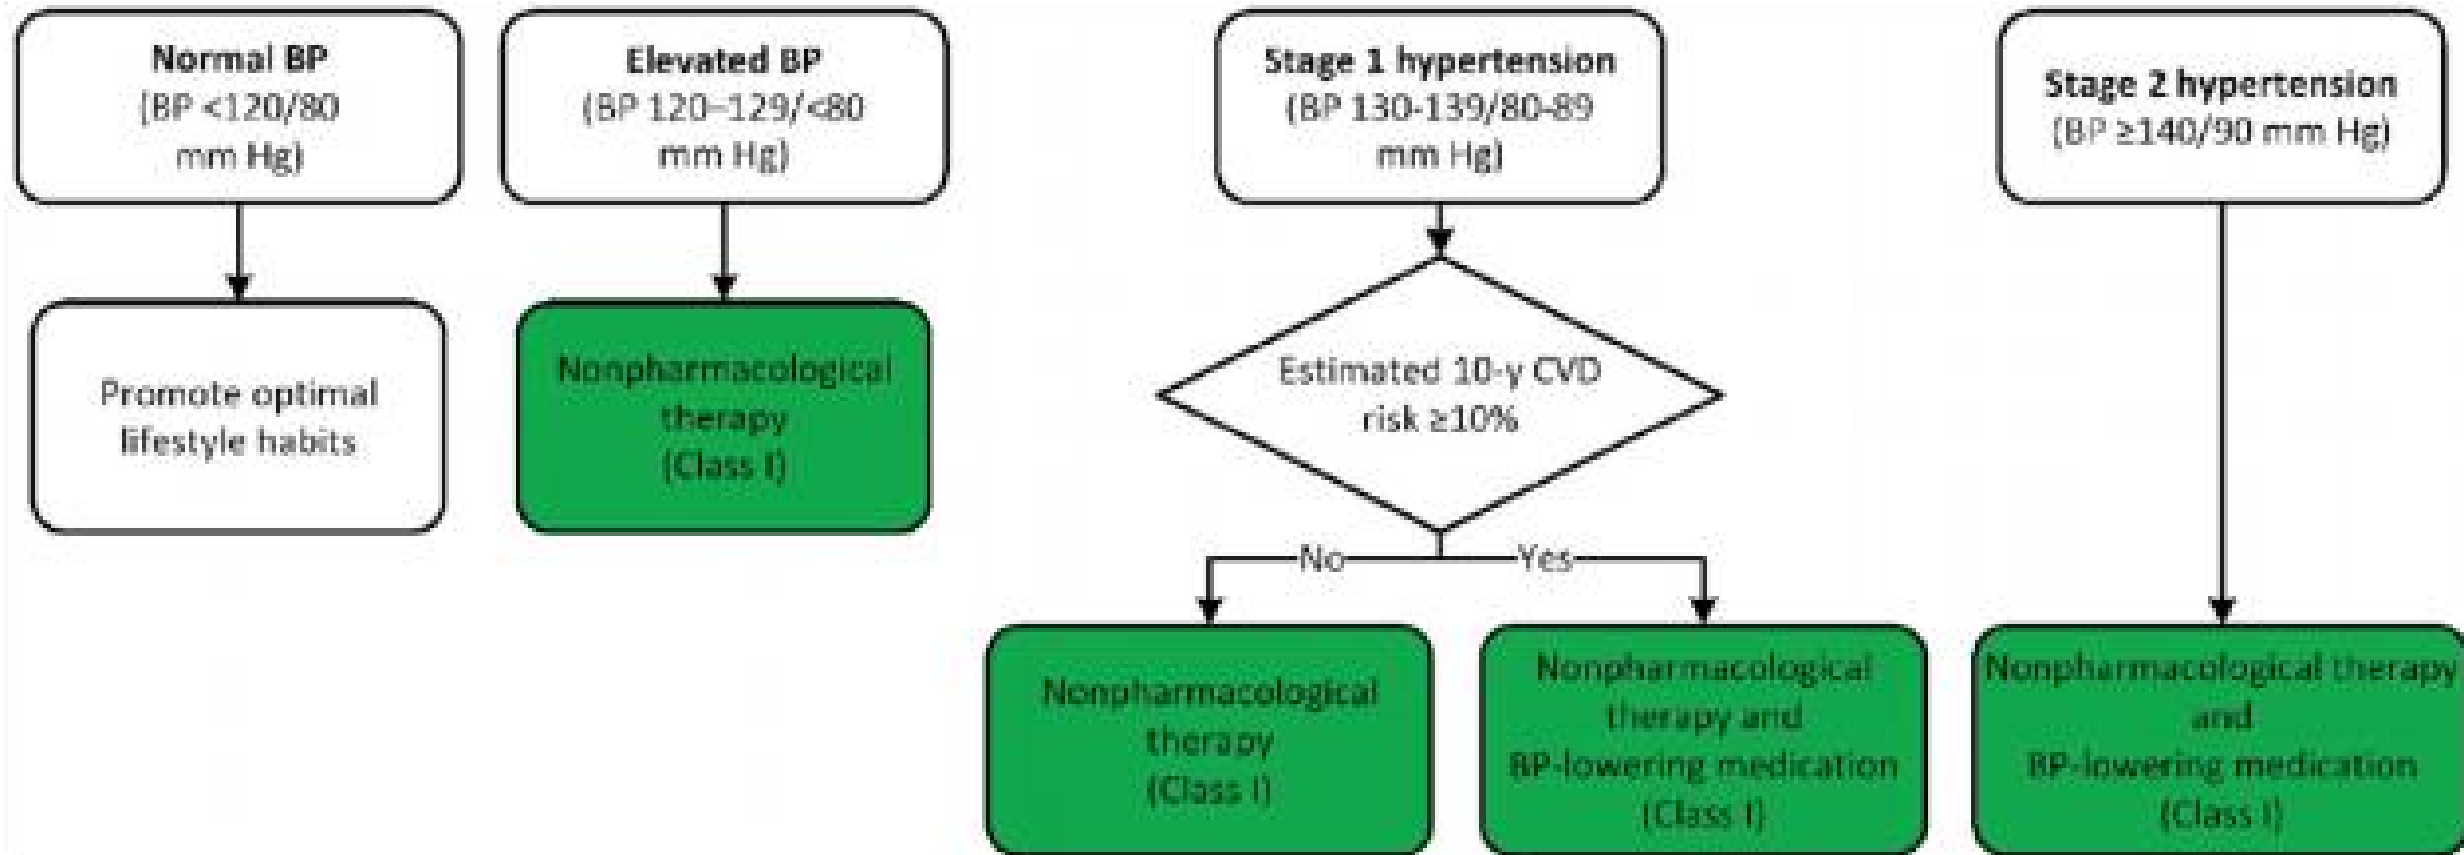 Normal BP
(BP <120/80
mm Hg)
Elevated BP
(BP 120–129/<80
mm Hg)
Stage 1 hypertension
(BP 130-139/80-89
mm Hg)
Stage 2 hypertension
(BP ≥140/90 mm Hg)
Promote optimal
lifestyle habits
Nonpharmacological
therapy
(Class I)
Estimated 10-y CVD
risk ≥10%
No
Yes
Nonpharmacological
therapy
(Class I)
Nonpharmacological
therapy and
BP-lowering medication
(Class I)
Nonpharmacological therapy
and
BP-lowering medication
(Class I)